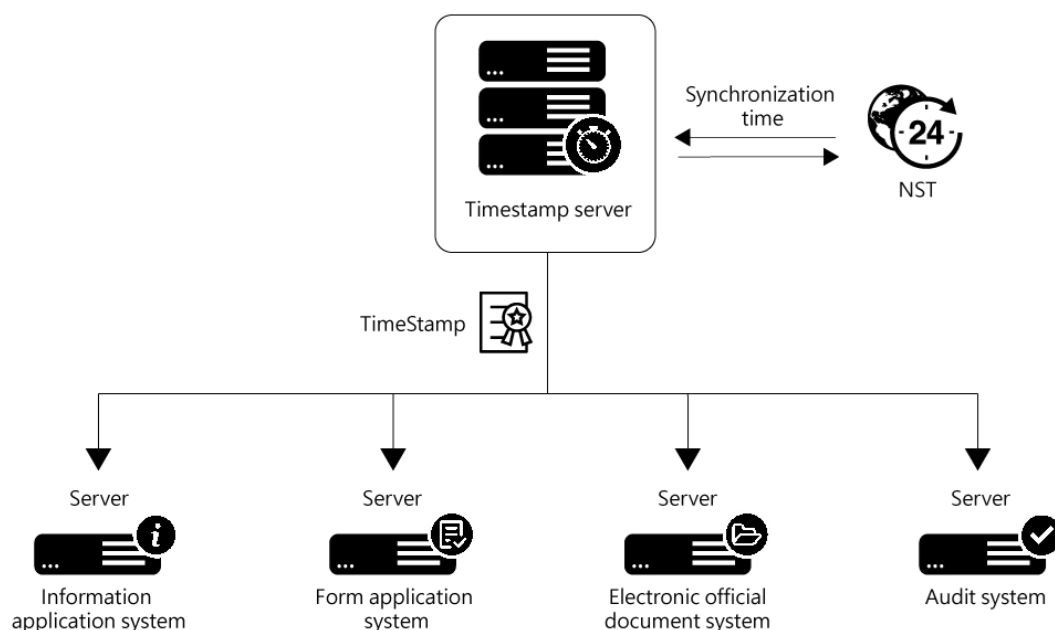 Synchronization
time
24
NST
Timestamp server
TimeStamp
Server
Server
Server
Server
i
Information
application system
Form application
system
Electronic official
document system
Audit system